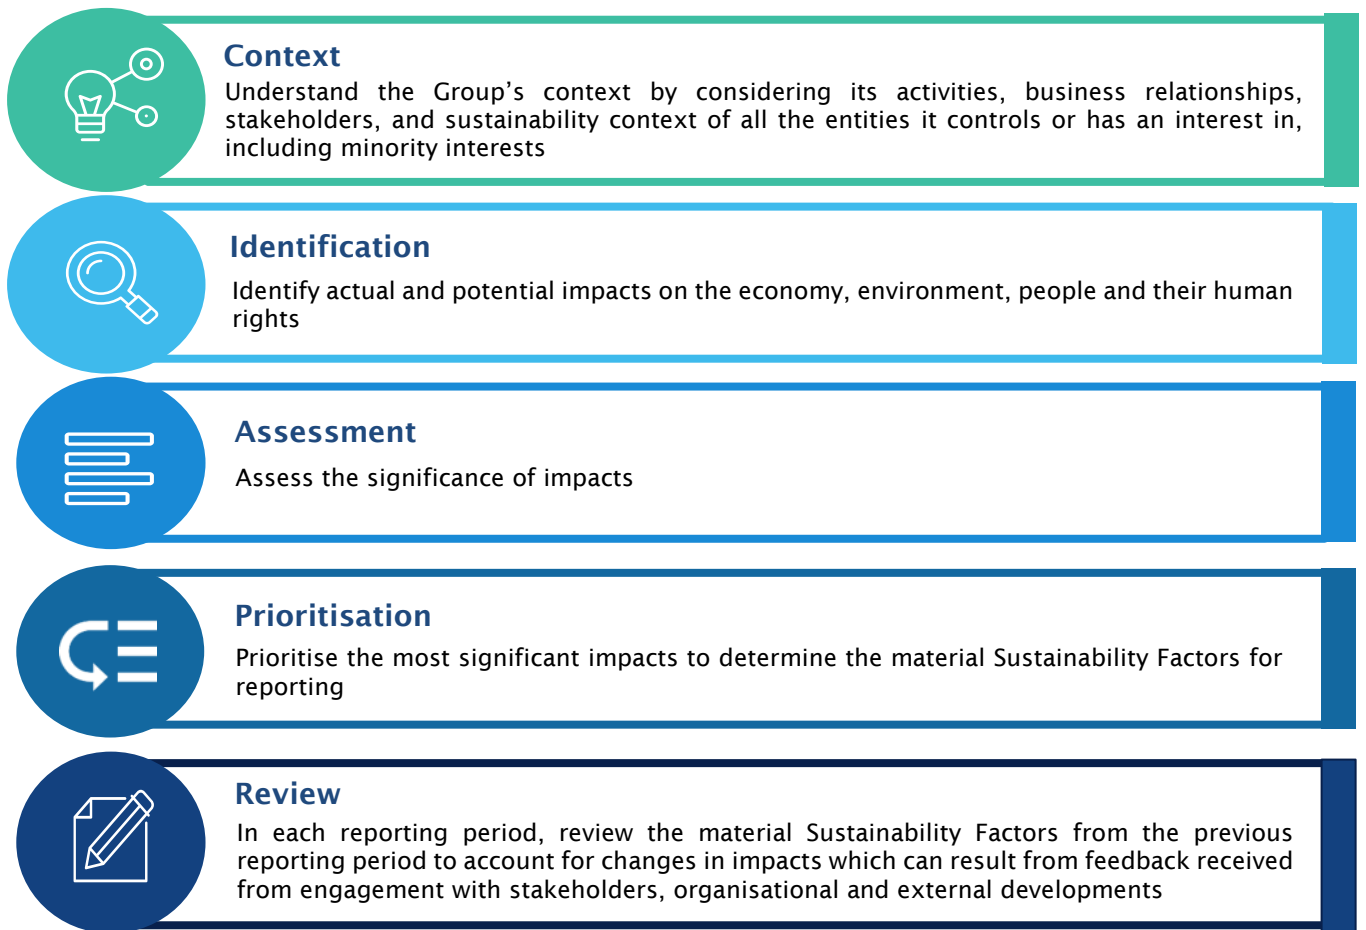 Context
Understand the Group’s context by considering its activities, business relationships,
stakeholders, and sustainability context of all the entities it controls or has an interest in,
including minority interests
Identification
Identify actual and potential impacts on the economy, environment, people and their human
rights
Assessment
Assess the significance of impacts
Prioritisation
Prioritise the most significant impacts to determine the material Sustainability Factors for
reporting
Review
In each reporting period, review the material Sustainability Factors from the previous
reporting period to account for changes in impacts which can result from feedback received
from engagement with stakeholders, organisational and external developments